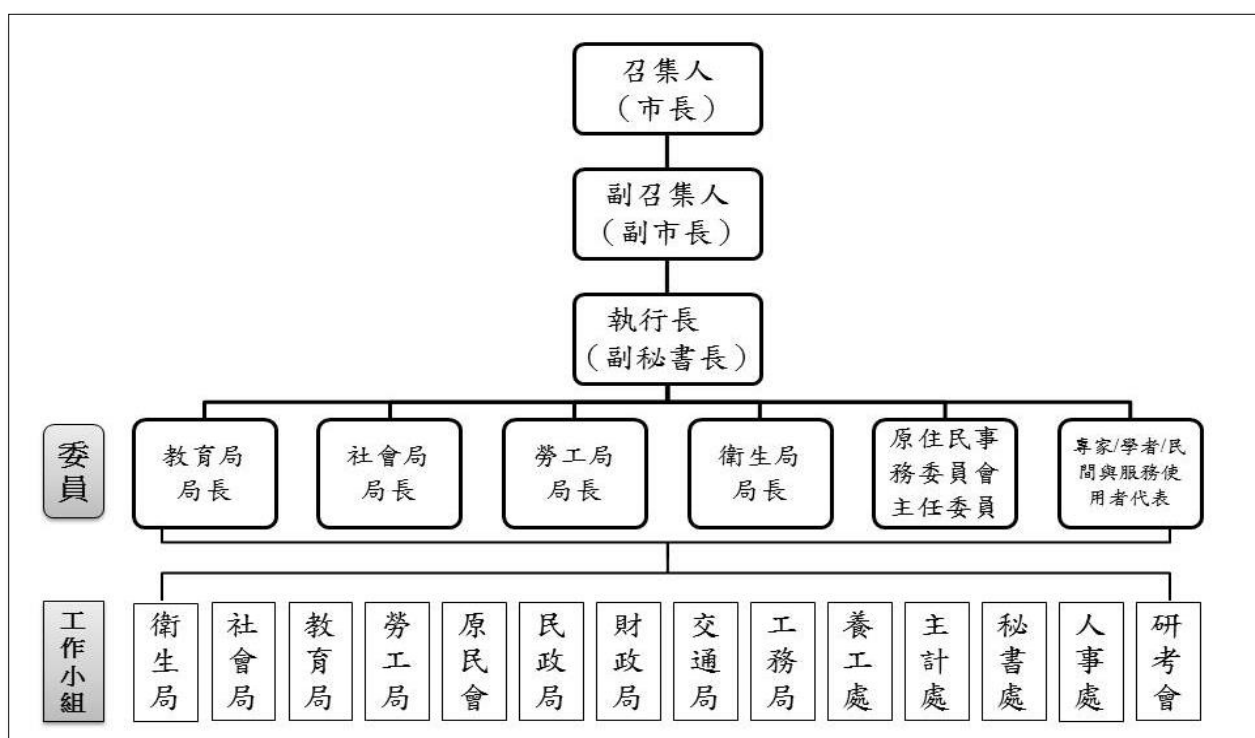 召集人
（市長）
副召集人
（副市長）
執行長
（副秘書長）
委員
教育局
局長
社會局
局長
勞工局
局長
衛生局
局長
原住民事
務委員會
主任委員
專家/學者/民
間與服務使
用者代表
工作小組
衛生局
社會局
教育局
勞工局
原民會
民政局
財政局
交通局
工務局
養工處
主計處
秘書處
人事處
研考會